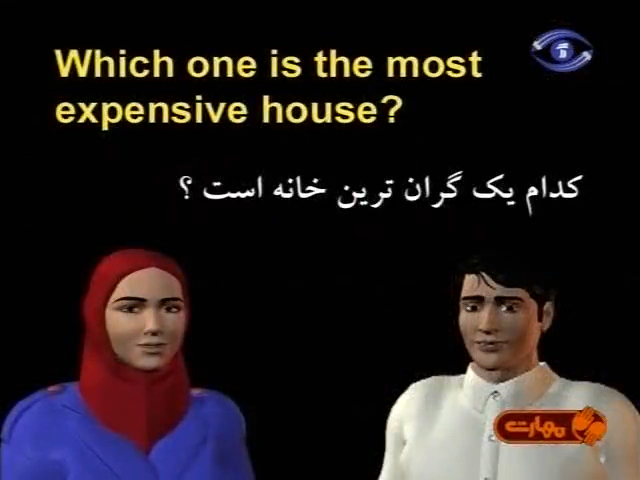 Which one is the most
expensive house?
کدام یک گران ترین خانه است ؟
مهارت